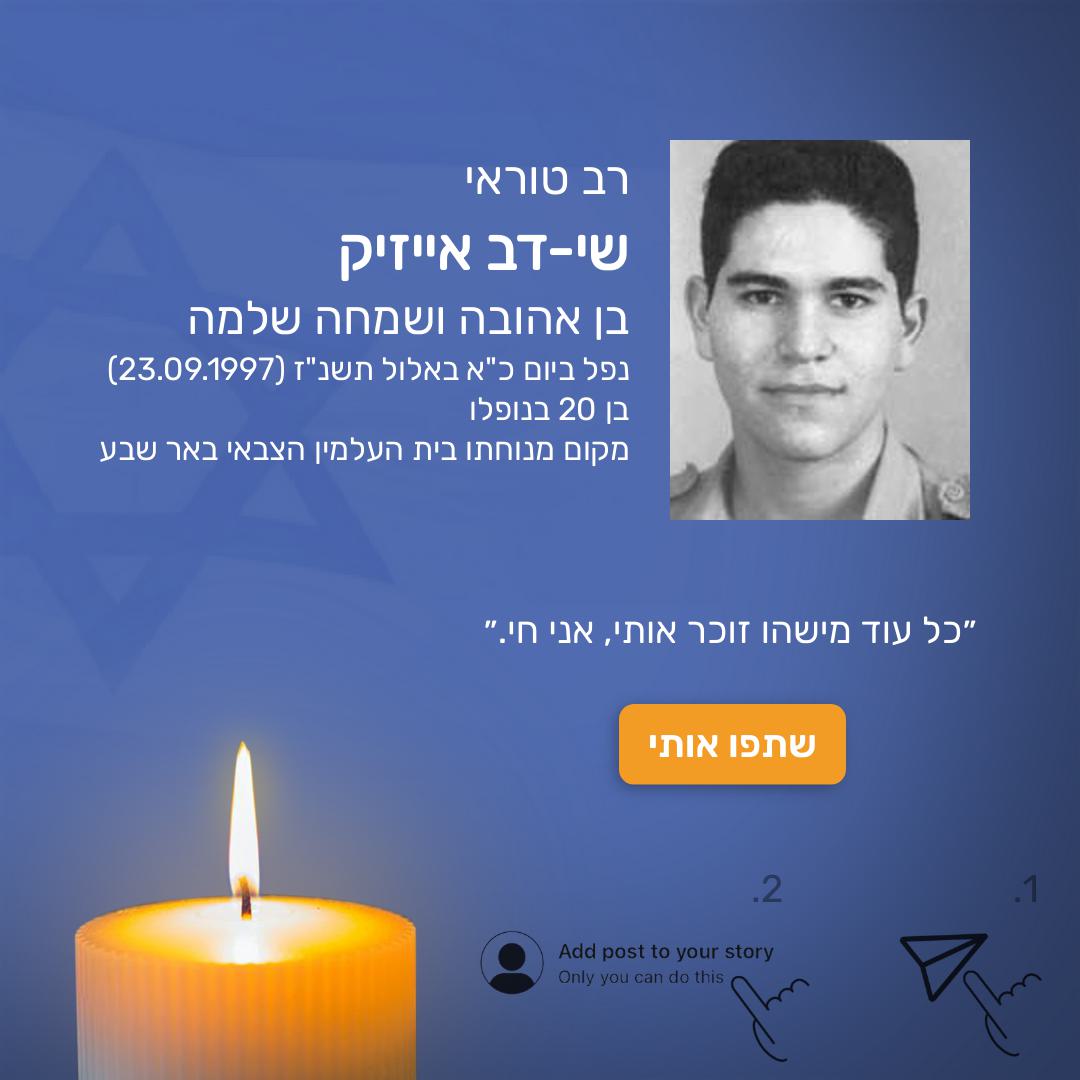 רב טוראי
שי-דב אייזיק
בן אהובה ושמחה שלמה
נפל ביום כ"א באלול תשנ"ז (23.09.1997)
בן 20 בנופלו
מקום מנוחתו בית העלמין הצבאי באר שבע
״כל עוד מישהו זוכר אותי, אני חי.״
שתפו אותי
1.
2.
Add post to your story
Only you can do this